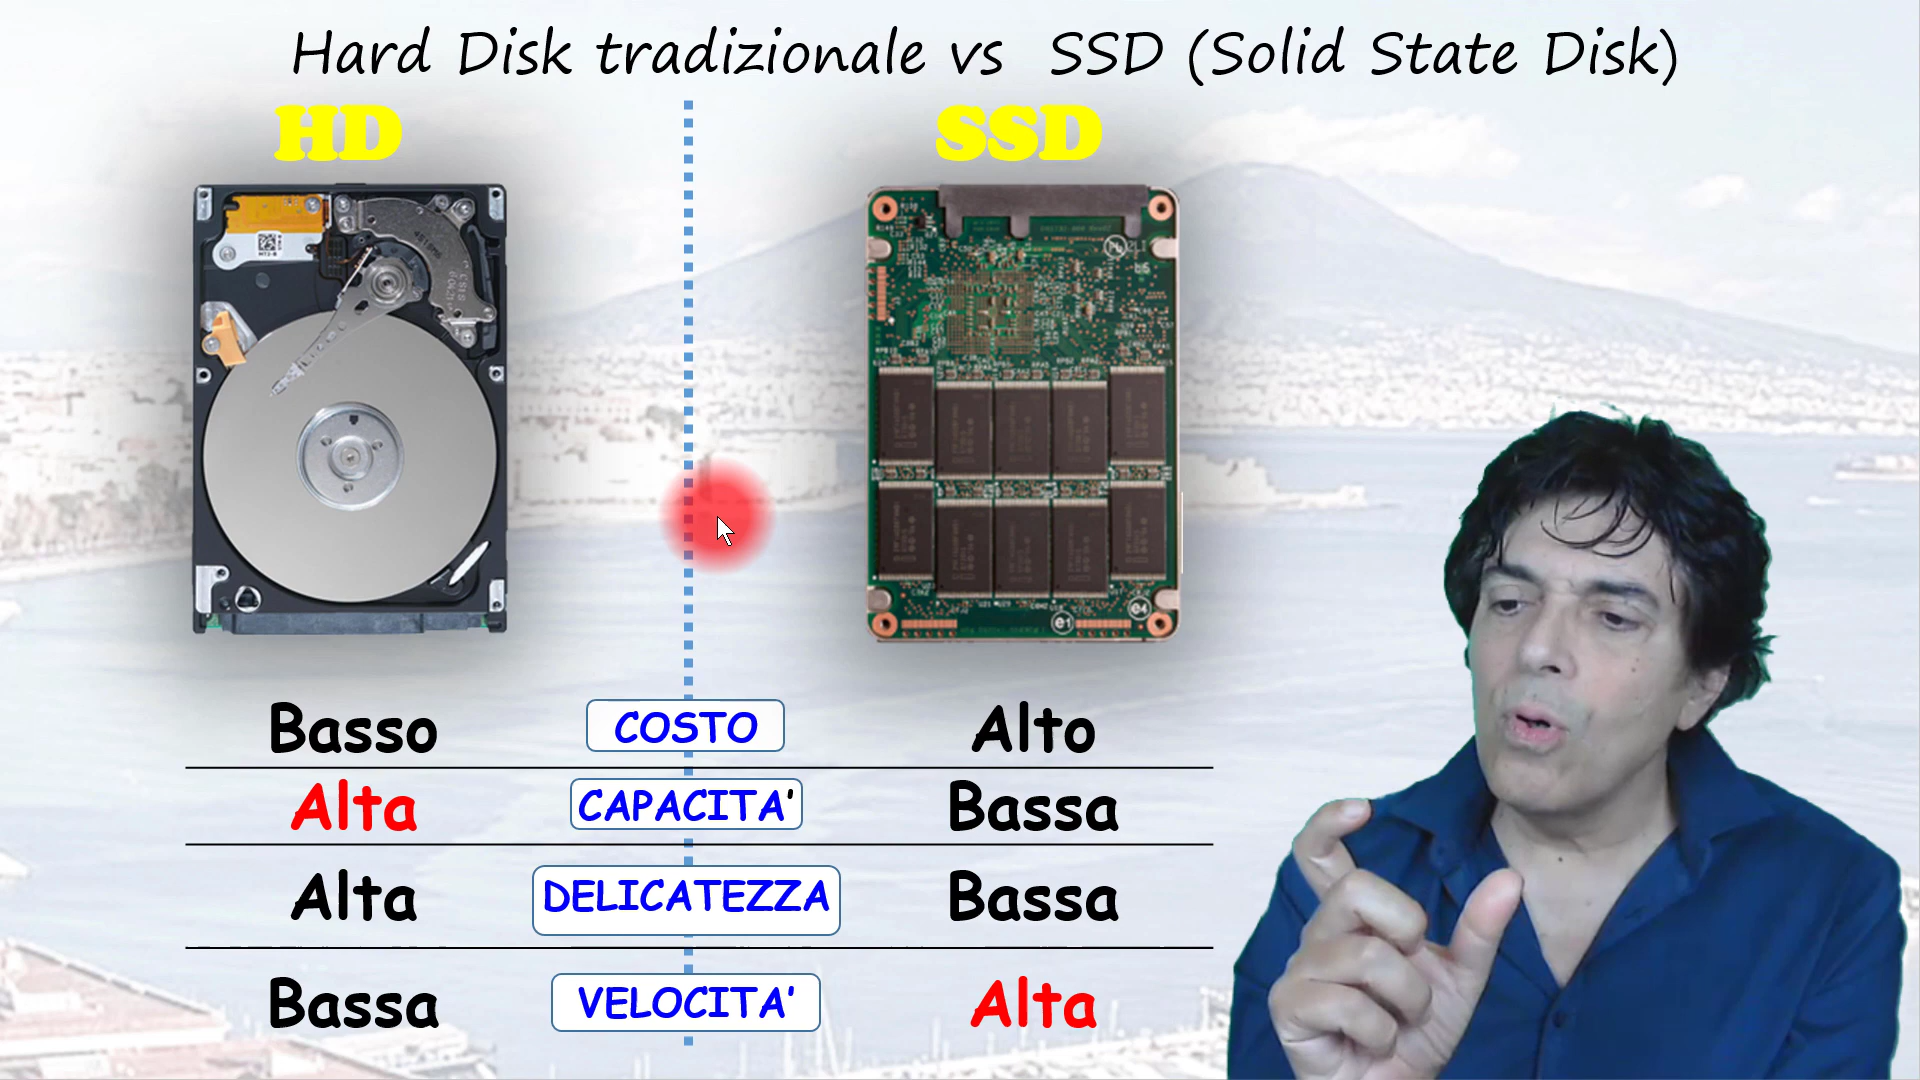 Hard Disk tradizionale vs SSD (Solid State Disk)
HD SSD
Basso COSTO Alto
Alta CAPACITA' Bassa
Alta DELICATEZZA Bassa
Bassa VELOCITA' Alta